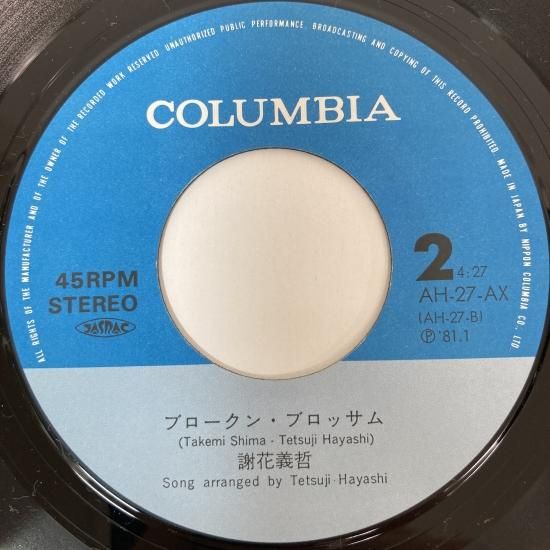 ALL RIGHTS OF THE MANUFACTURER AND OF THE OWNER OF THE RECORDED WORK RESERVED. UNAUTHORIZED PUBLIC PERFORMANCE, BROADCASTING AND COPYING OF THIS RECORD PROHIBITED. MADE IN JAPAN BY NIPPON COLUMBIA CO., LTD.
COLUMBIA
45RPM
STEREO
JASRAC
2 4:27
AH-27-AX
(AH-27-B)
Ⓟ'81.1
ブロークン・ブロッサム
(Takemi Shima - Tetsuji Hayashi)
謝花義哲
Song arranged by Tetsuji Hayashi